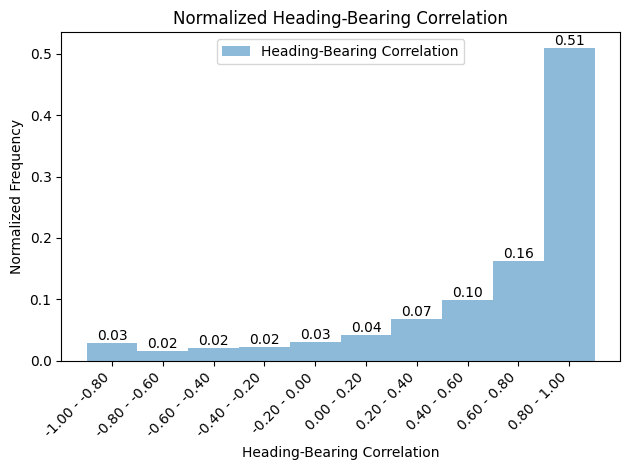 Normalized Heading-Bearing Correlation
Heading-Bearing Correlation
Normalized Frequency
0.5
0.4
0.3
0.2
0.1
0.0
0.03
0.02
0.02
0.02
0.03
0.04
0.07
0.10
0.16
0.51
-1.00 - -0.80
-0.80 - -0.60
-0.60 - -0.40
-0.40 - -0.20
-0.20 - 0.00
0.00 - 0.20
0.20 - 0.40
0.40 - 0.60
0.60 - 0.80
0.80 - 1.00
Heading-Bearing Correlation